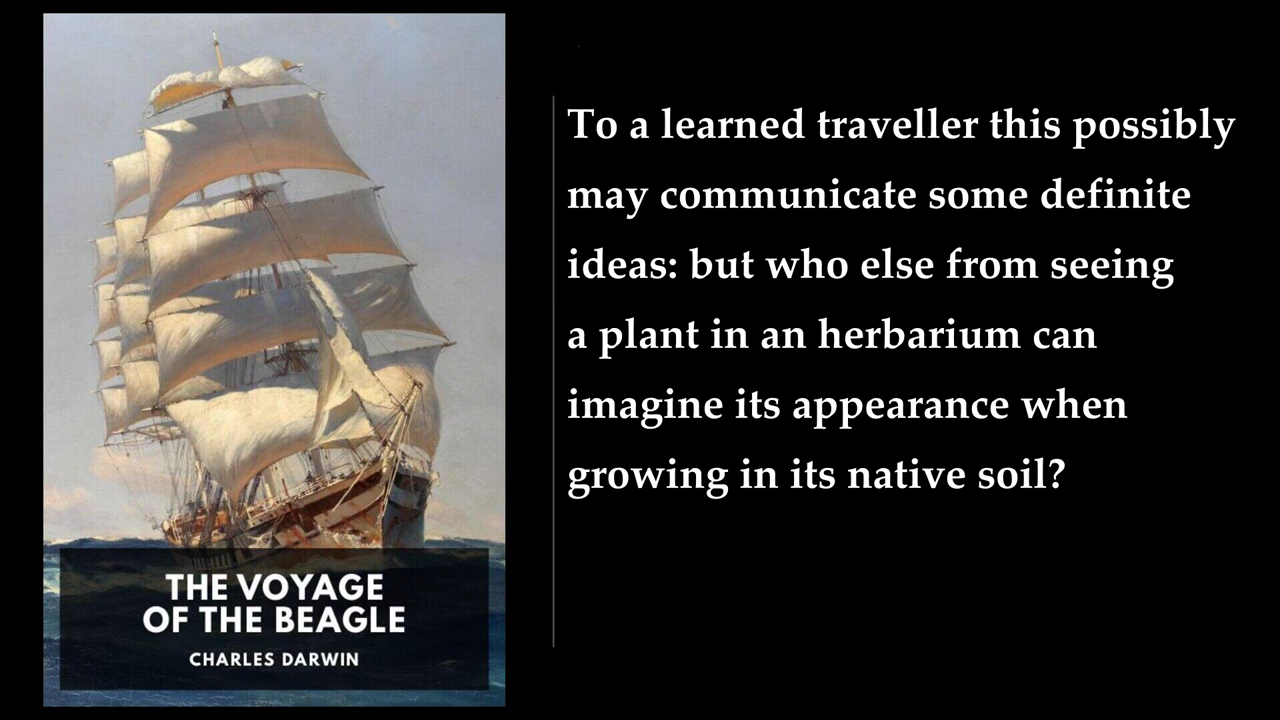 THE VOYAGE
OF THE BEAGLE
CHARLES DARWIN
To a learned traveller this possibly
may communicate some definite
ideas: but who else from seeing
a plant in an herbarium can
imagine its appearance when
growing in its native soil?